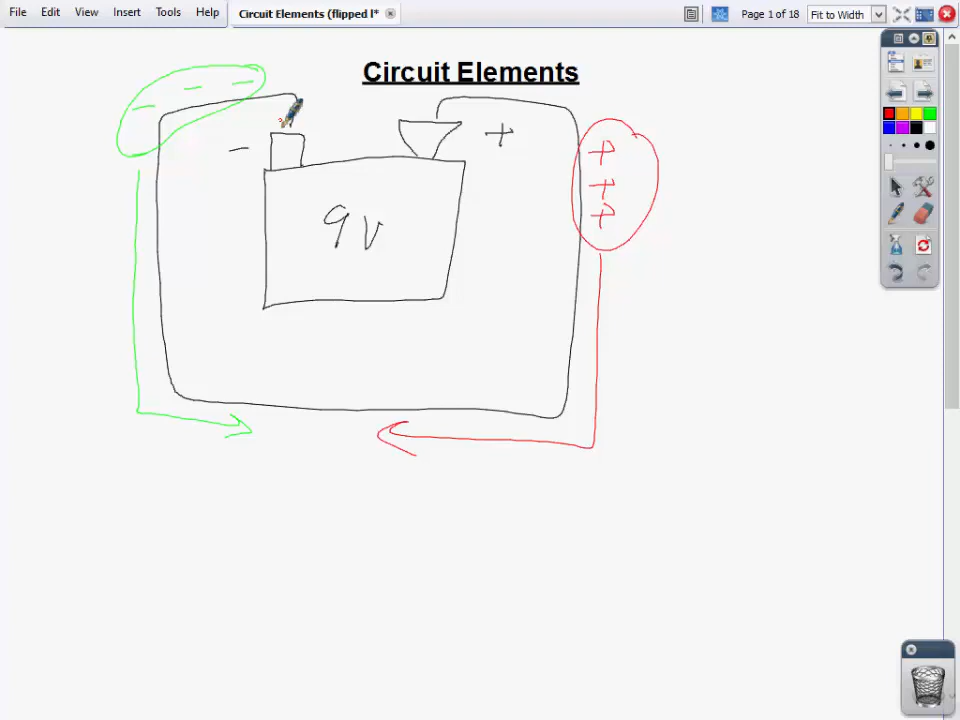 File Edit View Insert Tools Help Circuit Elements (flipped l* Page 1 of 18 Fit to Width
Circuit Elements
- - -
- +
+
+
+
9V